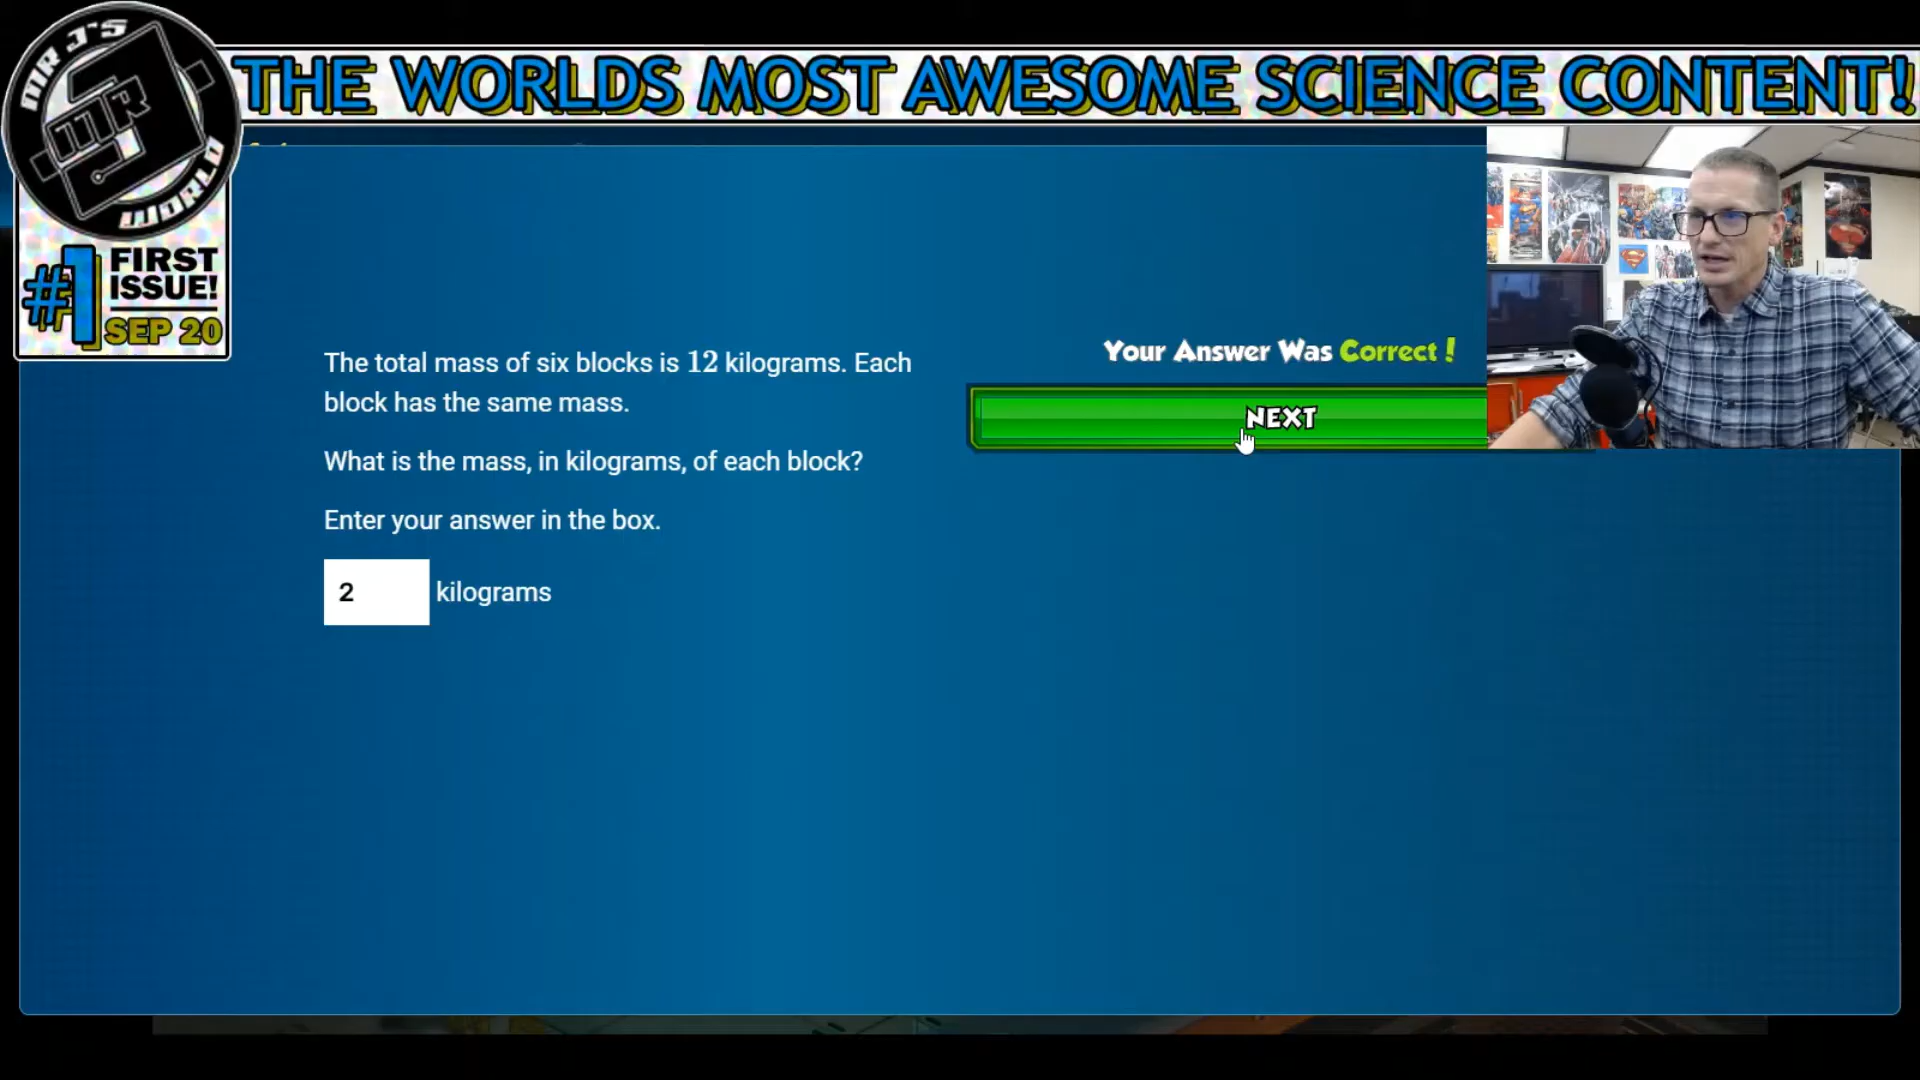 MR J'S
MR J
WORLD
THE WORLDS MOST AWESOME SCIENCE CONTENT!
#1 FIRST
ISSUE!
SEP 20
The total mass of six blocks is 12 kilograms. Each
block has the same mass.
What is the mass, in kilograms, of each block?
Enter your answer in the box.
2 kilograms
Your Answer Was Correct!
NEXT